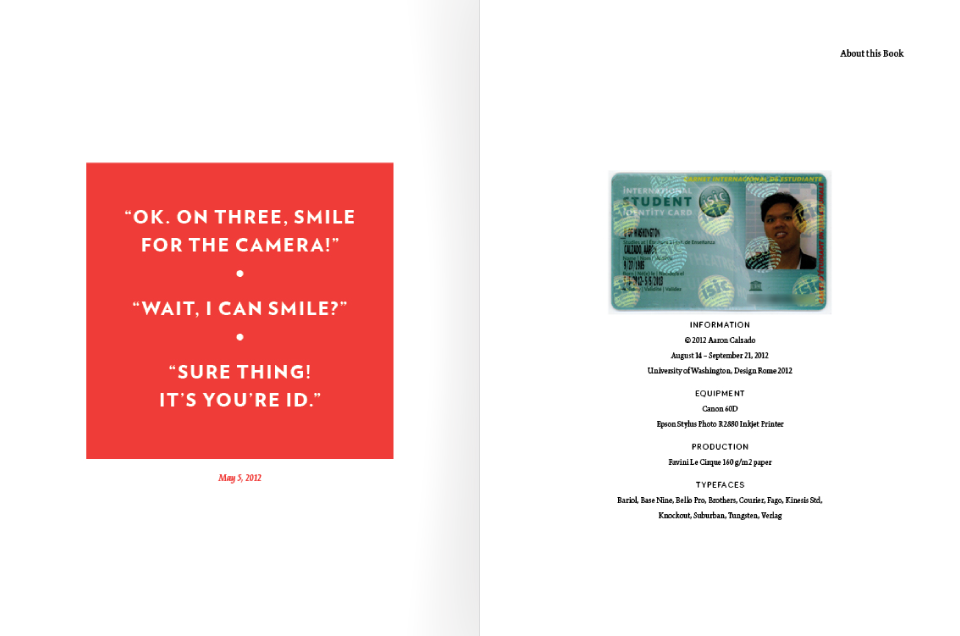 “OK. ON THREE, SMILE
FOR THE CAMERA!”
•
“WAIT, I CAN SMILE?”
•
“SURE THING!
IT’S YOU’RE ID.”
May 5, 2012
About this Book
CARNET INTERNACIONAL DE ESTUDIANTE
INTERNATIONAL
STUDENT
IDENTITY CARD
isic
OF WASHINGTON
CALZADO, AARON
isic
isic
INFORMATION
© 2012 Aaron Calsado
August 14 – September 21, 2012
University of Washington, Design Rome 2012
EQUIPMENT
Canon 60D
Epson Stylus Photo R2880 Inkjet Printer
PRODUCTION
Favini Le Cirque 160 g/m2 paper
TYPEFACES
Bariol, Base Nine, Bello Pro, Brothers, Courier, Fago, Kinesis Std,
Knockout, Suburban, Tungsten, Verlag